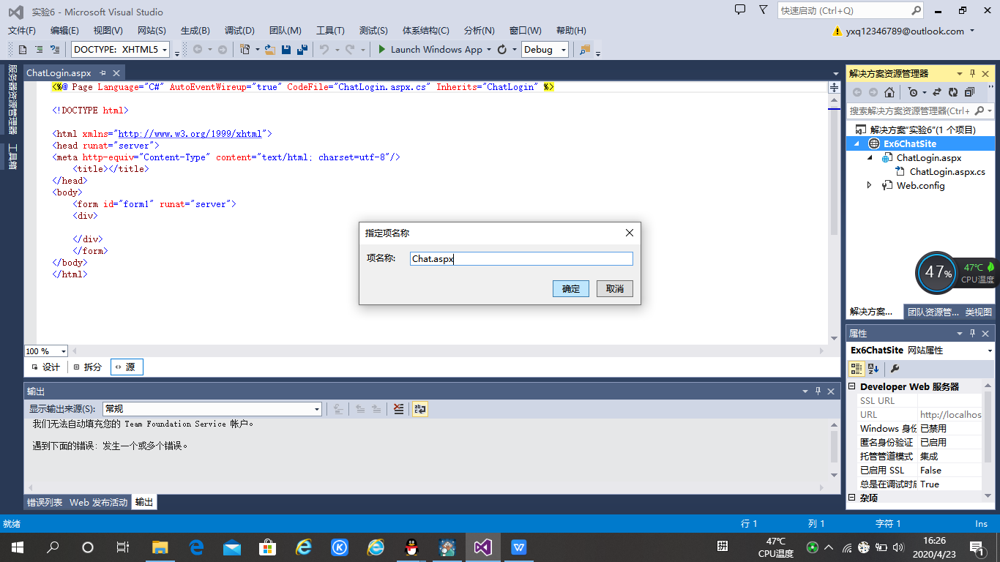 实验6 - Microsoft Visual Studio
快速启动 (Ctrl+Q)
文件(F) 编辑(E) 视图(V) 网站(S) 生成(B) 调试(D) 团队(M) 工具(T) 测试(S) 体系结构(C) 分析(N) 窗口(W) 帮助(H)
yxq12346789@outlook.com
DOCTYPE: XHTML5
Launch Windows App
Debug
服务器资源管理器
工具箱
ChatLogin.aspx
<%@ Page Language="C#" AutoEventWireup="true" CodeFile="ChatLogin.aspx.cs" Inherits="ChatLogin" %>
<!DOCTYPE html>
<html xmlns="http://www.w3.org/1999/xhtml">
<head runat="server">
<meta http-equiv="Content-Type" content="text/html; charset=utf-8"/>
<title></title>
</head>
<body>
<form id="form1" runat="server">
<div>
</div>
</form>
</body>
</html>
100 %
设计 拆分 源
指定项名称
项名称: Chat.aspx
确定 取消
输出
显示输出来源(S): 常规
我们无法自动填充您的 Team Foundation Service 帐户。
遇到下面的错误: 发生一个或多个错误。
错误列表 Web 发布活动 输出
解决方案资源管理器
搜索解决方案资源管理器(Ctrl+
解决方案"实验6"(1 个项目)
Ex6ChatSite
ChatLogin.aspx
ChatLogin.aspx.cs
Web.config
47%
47℃
CPU温度
解决方案... 团队资源管... 类视图
属性
Ex6ChatSite 网站属性
Developer Web 服务器
SSL URL
URL http://localhos
Windows 身份 已禁用
匿名身份验证 已启用
托管管道模式 集成
已启用 SSL False
总是在调试时启 True
杂项
就绪 行 1 列 1 字符 1 Ins
拼
47℃
CPU温度
16:26
2020/4/23
1